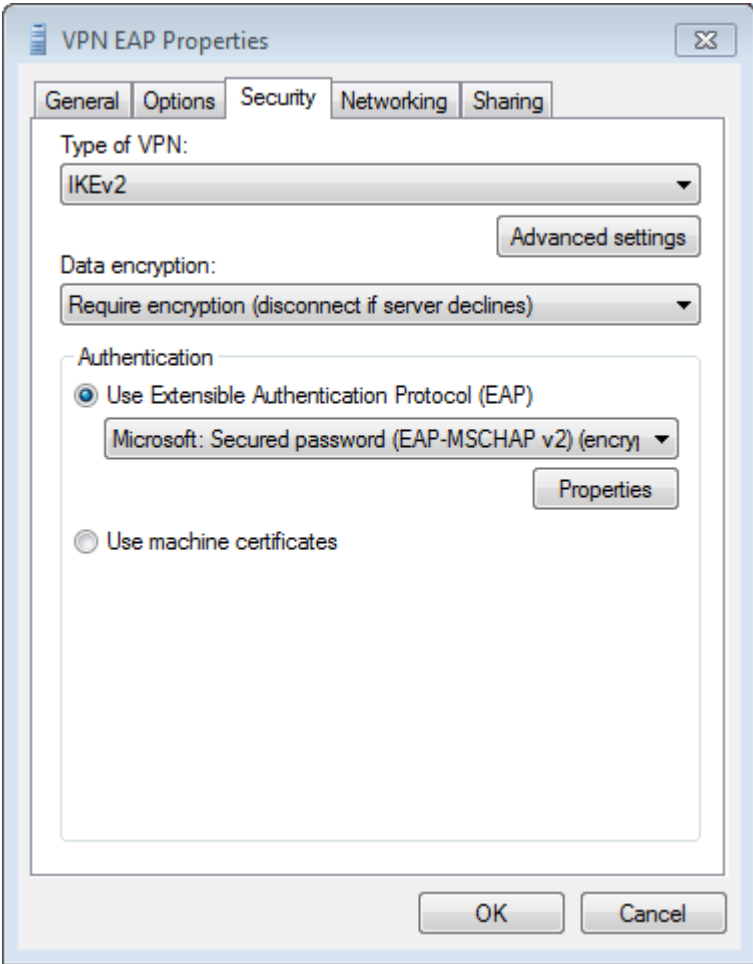 VPN EAP Properties
General Options Security Networking Sharing
Type of VPN:
IKEv2
Advanced settings
Data encryption:
Require encryption (disconnect if server declines)
Authentication
Use Extensible Authentication Protocol (EAP)
Microsoft: Secured password (EAP-MSCHAP v2) (encryp
Properties
Use machine certificates
OK Cancel